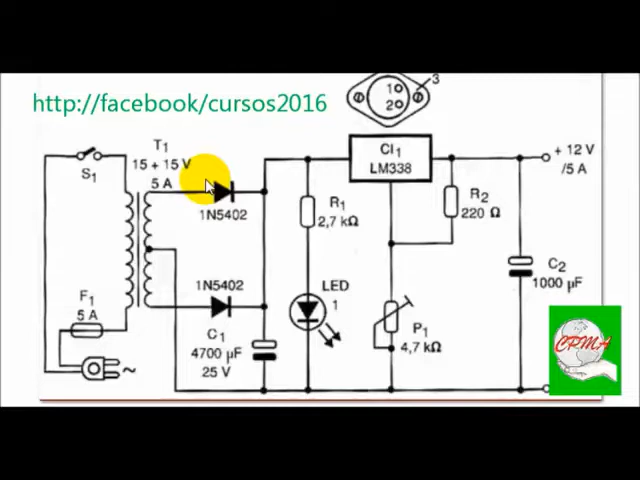 http://facebook/cursos2016
1
2
3
S1
T1
15 + 15 V
5 A
1N5402
CI1
LM338
+ 12 V
/5 A
R1
2,7 kΩ
R2
220 Ω
F1
5 A
1N5402
C1
4700 µF
25 V
LED
1
P1
4,7 kΩ
C2
1000 µF
CRMA
~